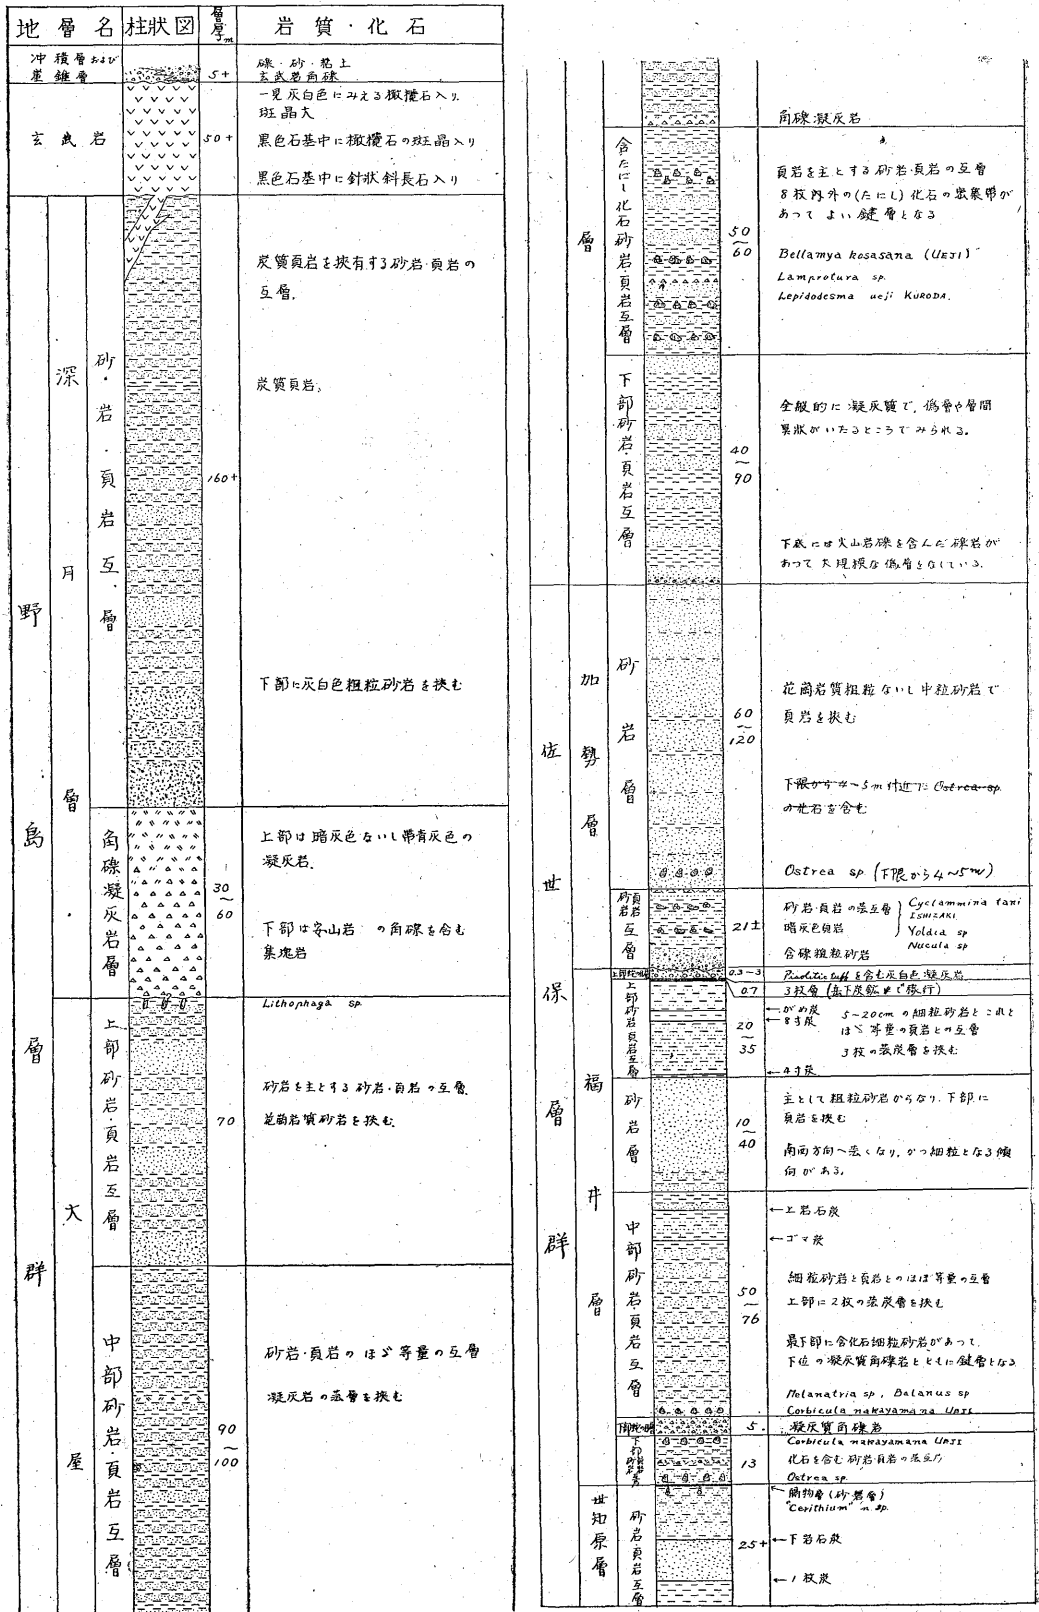 地層名 柱状図 層厚m 岩質・化石
冲積層および
崖錐層
5+
礫・砂・粘土
玄武岩角礫
玄武岩
50+
一見灰白色にみえる橄欖石入り
斑晶大
黒色石基中に橄欖石の斑晶入り
黒色石基中に針状斜長石入り
野島層群
深月層
砂・岩・頁岩互層
160+
炭質頁岩を挟有する砂岩・頁岩の
互層.
炭質頁岩.
下部に灰白色粗粒砂岩を挟む
角礫凝灰岩層
30
~
60
上部は暗灰色ないし帯青灰色の
凝灰岩.
下部は安山岩の角礫を含む
集塊岩
大屋層
上部砂岩・頁岩互層
70
Lithophaga sp
砂岩を主とする砂岩・頁岩の互層.
花崗岩質砂岩を挟む.
中部砂岩・頁岩互層
90
~
100
砂岩・頁岩のほゞ等量の互層
凝灰岩の薄層を挟む
角礫凝灰岩
含たにし化石砂岩頁岩互層
50
~
60
頁岩を主とする砂岩・頁岩の互層
8枚内外の(たにし)化石の密集帯が
あってよい鍵層となる
Bellamya kosasana (UEJI)
Lamprotura sp.
Lepidodesma ueji KURODA.
下部砂岩・頁岩互層
40
~
90
全般的に凝灰質で,偽層や層間
異状がいたるところでみられる.
下底には火山岩礫を含んだ礫岩が
あって大規模な偽層をなしている.
佐世保層群
加勢層
砂岩層
60
~
120
花崗岩質粗粒ないし中粒砂岩で
頁岩を挟む
下限から4-5m付近に Ostrea sp.
の化石を含む
Ostrea sp (下限から4~5m)
砂岩頁岩互層
21±
砂岩・頁岩の薄互層
暗灰色頁岩
含礫粗粒砂岩
Cyclammina tani
ISHIZAKI
Yoldia sp
Nucula sp
福井層
0.3-3
Pisolitic tuff を含む灰白色凝灰岩
0.7
上部砂岩頁岩互層
20
~
35
←がめ炭
←8寸炭
5~20cmの細粒砂岩とこれと
ほゞ等量の頁岩との互層
3枚の薄炭層を挟む
←4寸炭
砂岩層
10
~
40
主として粗粒砂岩からなり,下部に
頁岩を挟む
南西方向へ薄くなり,かつ細粒となる傾
向がある.
中部砂岩・頁岩互層
50
~
76
←上岩石炭
←ゴマ炭
細粒砂岩と頁岩とのほぼ等量の互層
上部に2枚の薄炭層を挟む
最下部に含化石細粒砂岩があって
下位の凝灰質角礫岩とともに鍵層となる
Melanatria sp, Balanus sp
Corbicula nakayamana UEJI
5.
凝灰質角礫岩
13
Corbicula nakayamana UEJI
化石を含む砂岩・頁岩の薄互層
Ostrea sp.
世知原層
砂岩頁岩互層
25+
"Cerithium" n. sp.
←下岩石炭
←1枚炭